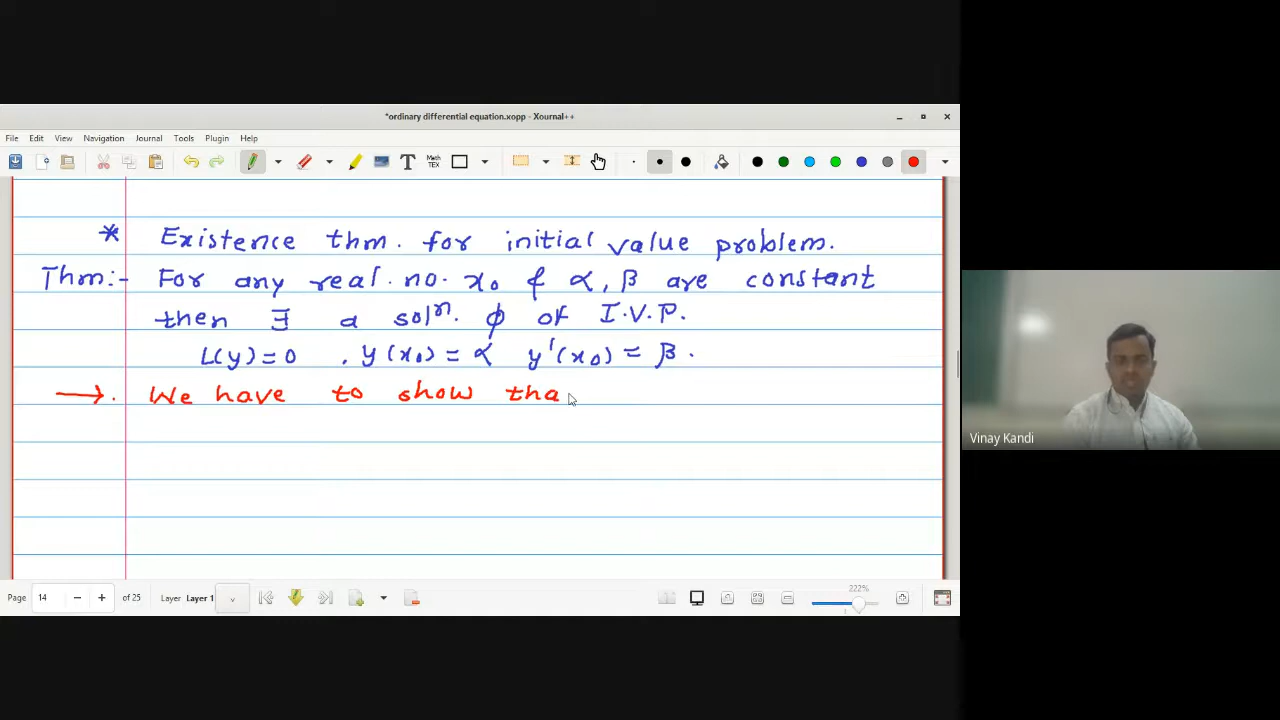 *ordinary differential equation.xopp - Xournal++
File Edit View Navigation Journal Tools Plugin Help
* Existence thm. for initial value problem.
Thm:- For any real no. x₀ & α, β are constant
then ∃ a solⁿ. ϕ of I.V.P.
L(y)=0 , y(x₀) = α y'(x₀) = β.
→. We have to show tha
Vinay Kandi
Page 14 of 25 Layer Layer 1 222%